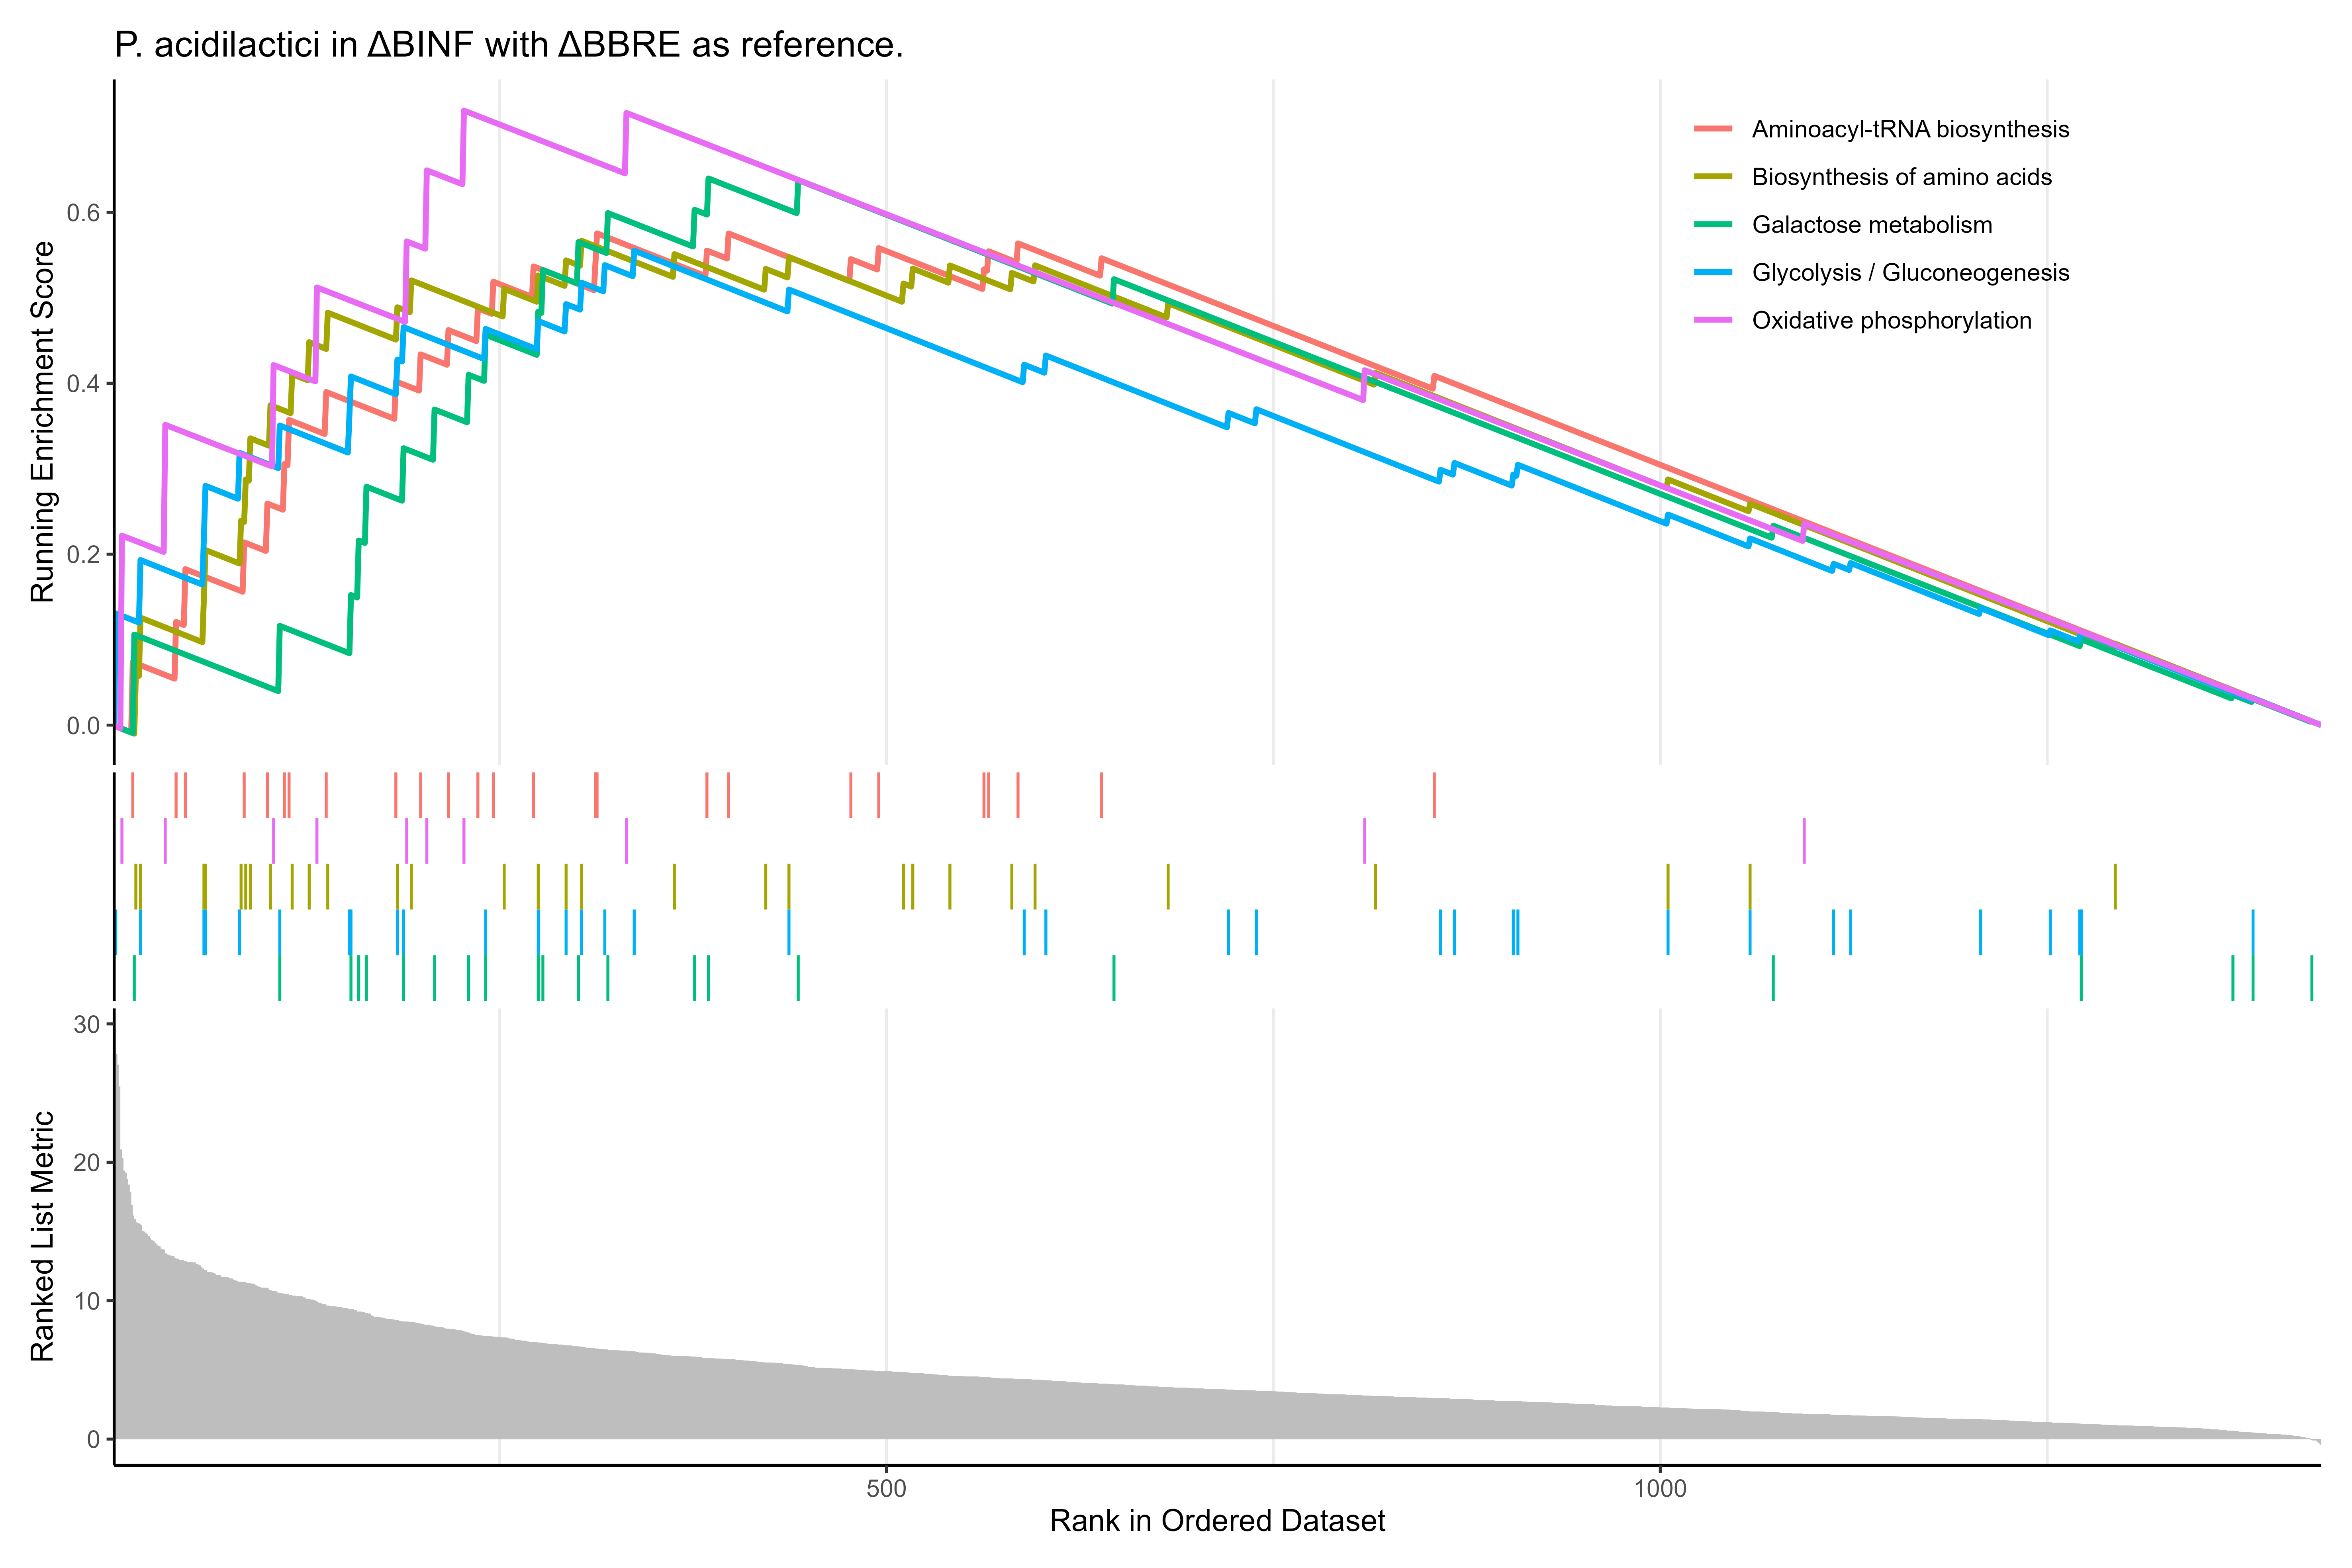 P. acidilactici in ΔBINF with ΔBBRE as reference.
Running Enrichment Score
0.6
0.4
0.2
0.0
Aminoacyl-tRNA biosynthesis
Biosynthesis of amino acids
Galactose metabolism
Glycolysis / Gluconeogenesis
Oxidative phosphorylation
Ranked List Metric
30
20
10
0
500
1000
Rank in Ordered Dataset